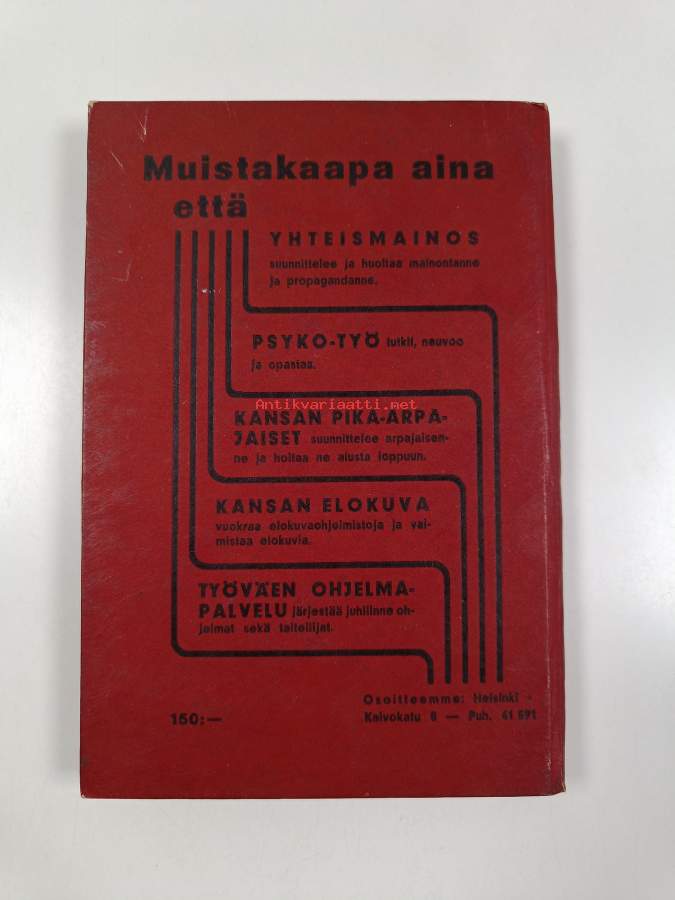 Muistakaapa aina
että
YHTEISMAINOS
suunnittelee ja huoltaa mainontanne
ja propagandanne.
PSYKO-TYÖ tutkii, neuvoo
ja opastaa.
Antikvariaatti.net
KANSAN PIKA-ARPA-
JAISET suunnittelee arpajaisen-
ne ja hoitaa ne alusta loppuun.
KANSAN ELOKUVA
vuokraa elokuvaohjelmistoja ja val-
mistaa elokuvia.
TYÖVÄEN OHJELMA-
PALVELU järjestää juhliinne oh-
jelmat sekä taiteilijat.
Osoitteemme: Helsinki -
Kaivokatu 8 — Puh. 61 691
150:—